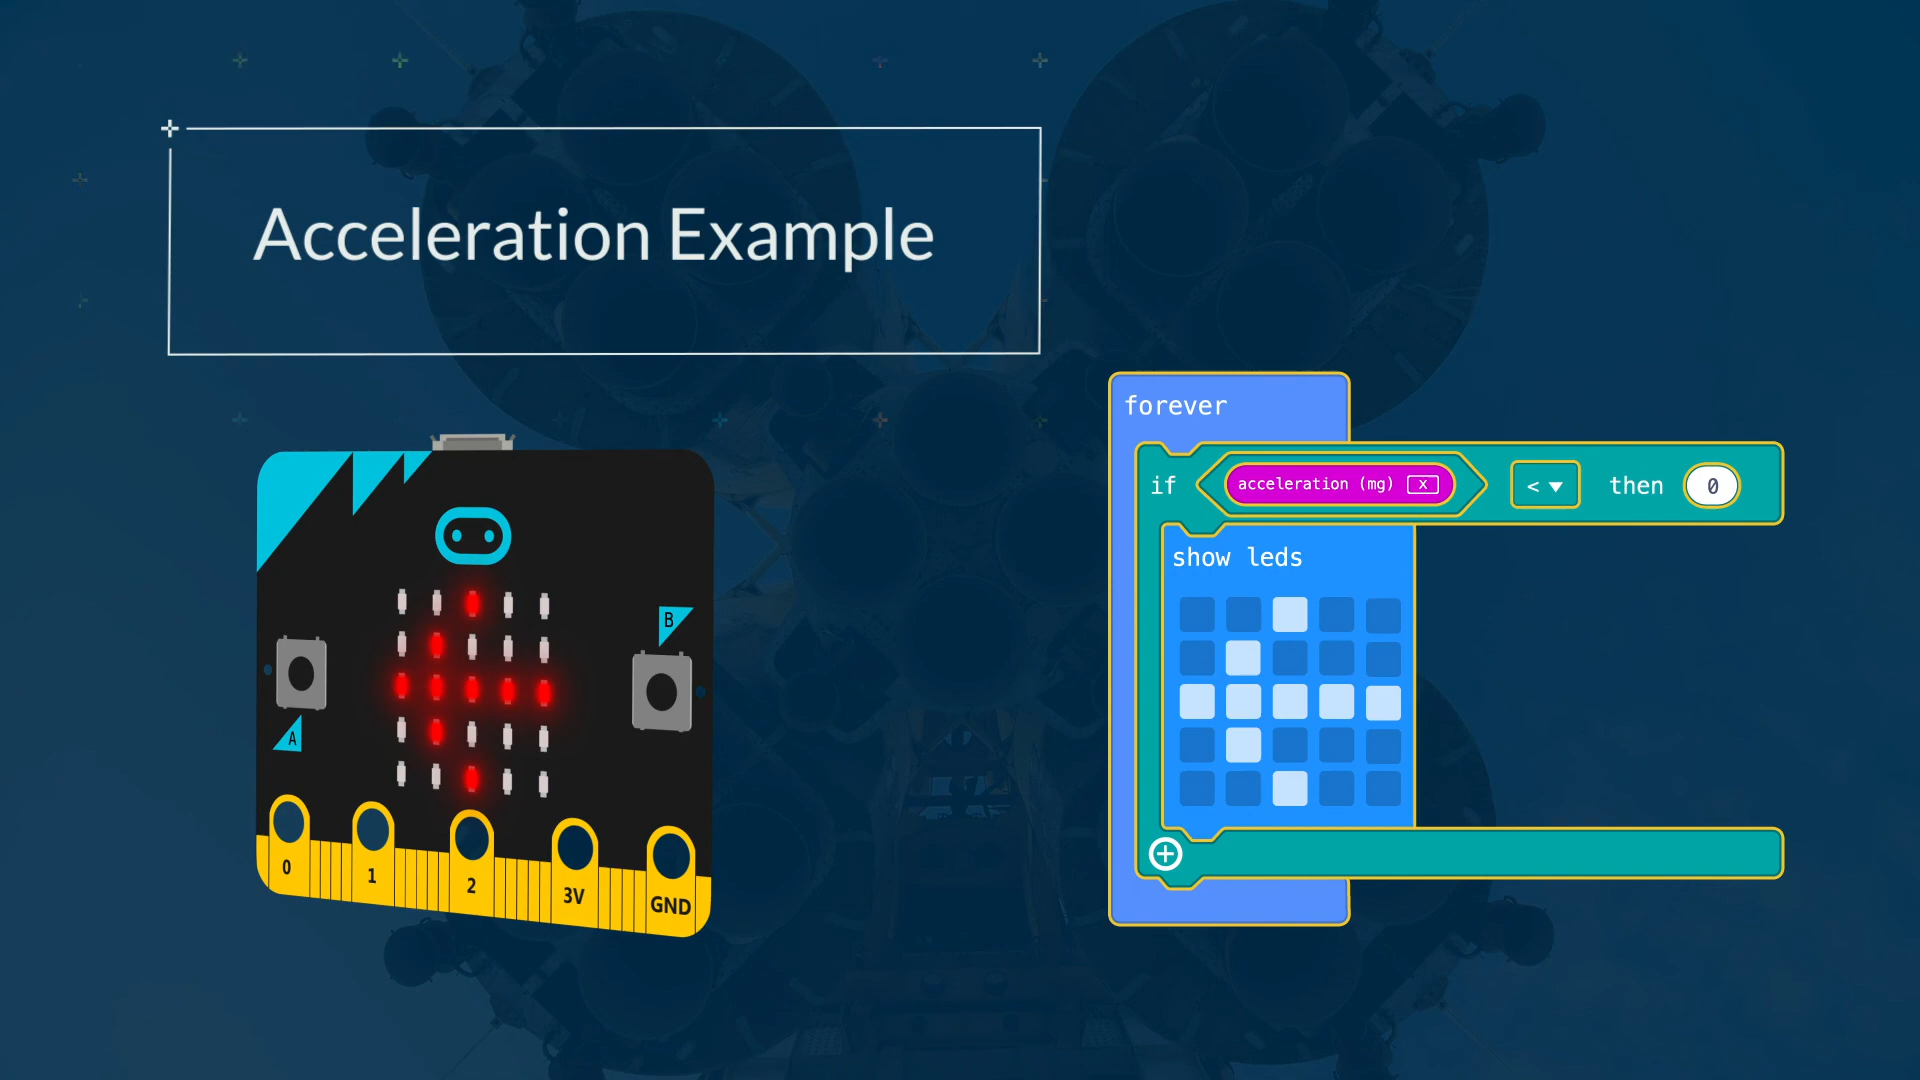 Acceleration Example
forever
if acceleration (mg) x < ▼ then 0
show leds
B
A
0 1 2 3V GND